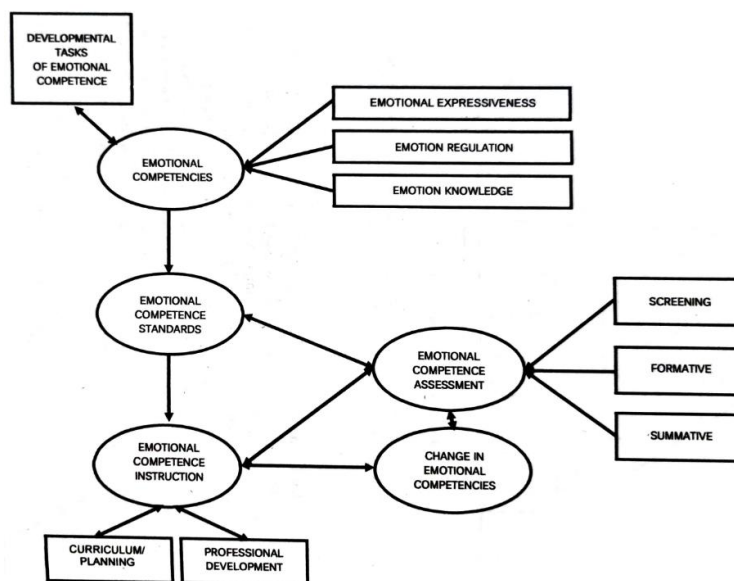 DEVELOPMENTAL
TASKS
OF EMOTIONAL
COMPETENCE
EMOTIONAL EXPRESSIVENESS
EMOTION REGULATION
EMOTION KNOWLEDGE
EMOTIONAL
COMPETENCIES
EMOTIONAL
COMPETENCE
STANDARDS
SCREENING
FORMATIVE
SUMMATIVE
EMOTIONAL
COMPETENCE
ASSESSMENT
EMOTIONAL
COMPETENCE
INSTRUCTION
CHANGE IN
EMOTIONAL
COMPETENCIES
CURRICULUM/
PLANNING
PROFESSIONAL
DEVELOPMENT